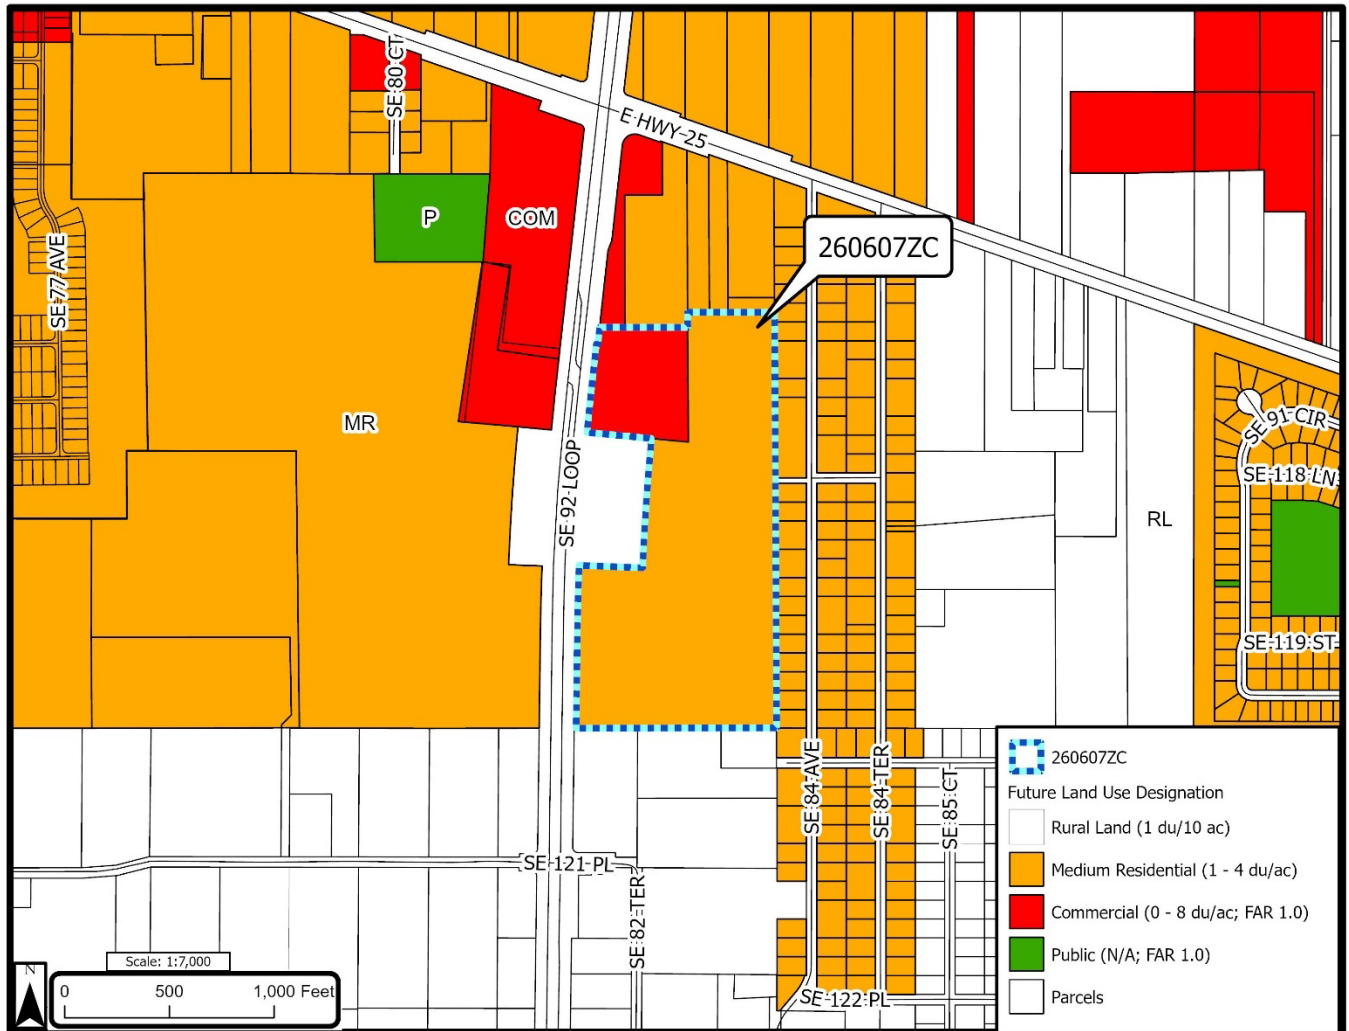 SE 80 CT
E HWY 25
P
COM
260607ZC
SE 77 AVE
MR
SE 92 LOOP
RL
SE 91 CIR
SE 118 LN
SE 119 ST
SE 84 AVE
SE 84 TER
SE 85 CT
SE 121 PL
SE 82 TER
SE 122 PL
260607ZC
Future Land Use Designation
Rural Land (1 du/10 ac)
Medium Residential (1 - 4 du/ac)
Commercial (0 - 8 du/ac; FAR 1.0)
Public (N/A; FAR 1.0)
Parcels
Scale: 1:7,000
N
0 500 1,000 Feet